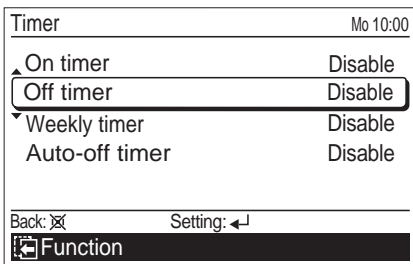 Timer Mo 10:00
On timer Disable
Off timer Disable
Weekly timer Disable
Auto-off timer Disable
Back: Setting:
Function